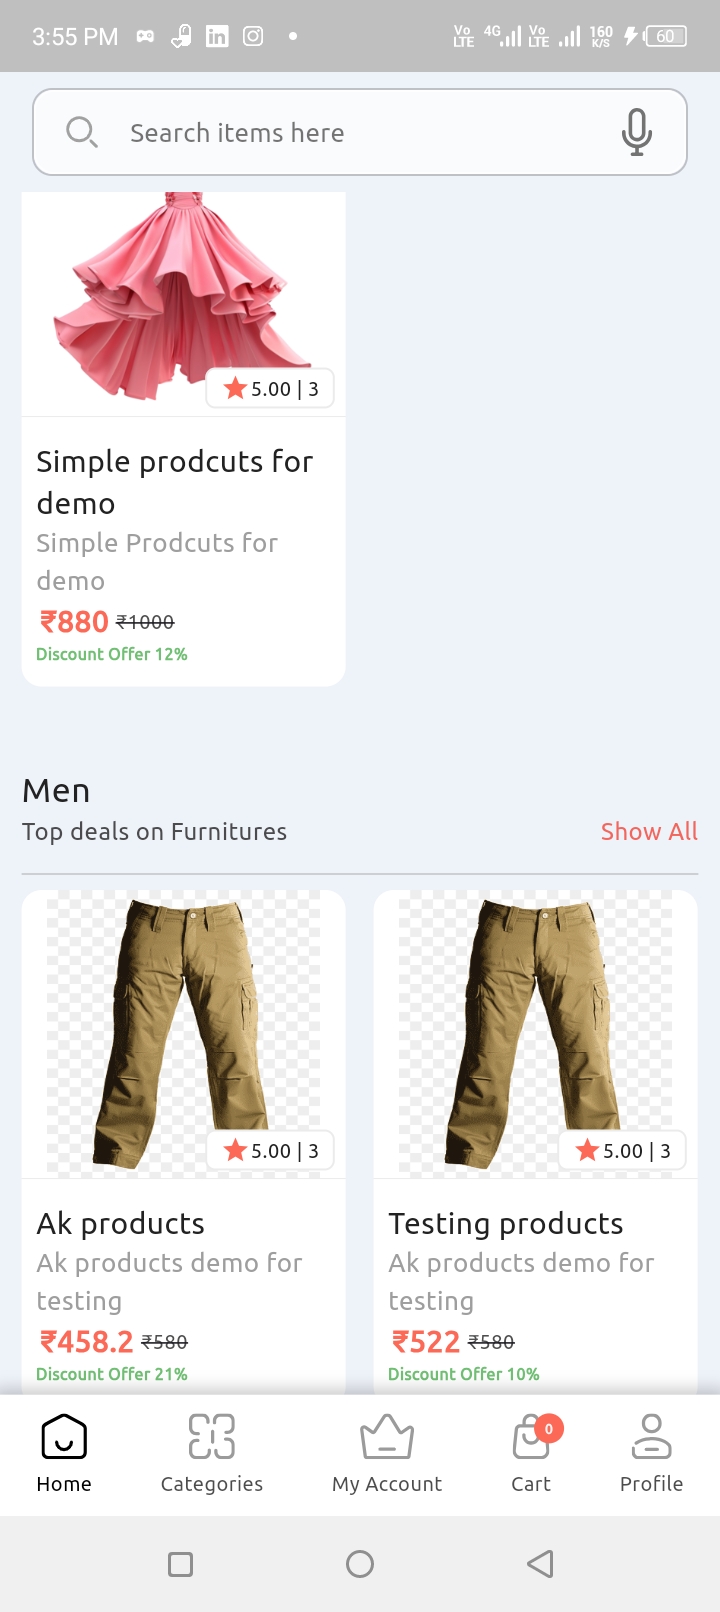 3:55 PM
Vo LTE 4G Vo LTE 160 K/S 60
Search items here
5.00 | 3
Simple prodcuts for
demo
Simple Prodcuts for
demo
₹880 ₹1000
Discount Offer 12%
Men
Top deals on Furnitures
Show All
5.00 | 3
5.00 | 3
Ak products
Ak products demo for
testing
₹458.2 ₹580
Discount Offer 21%
Testing products
Ak products demo for
testing
₹522 ₹580
Discount Offer 10%
0
Home
Categories
My Account
Cart
Profile